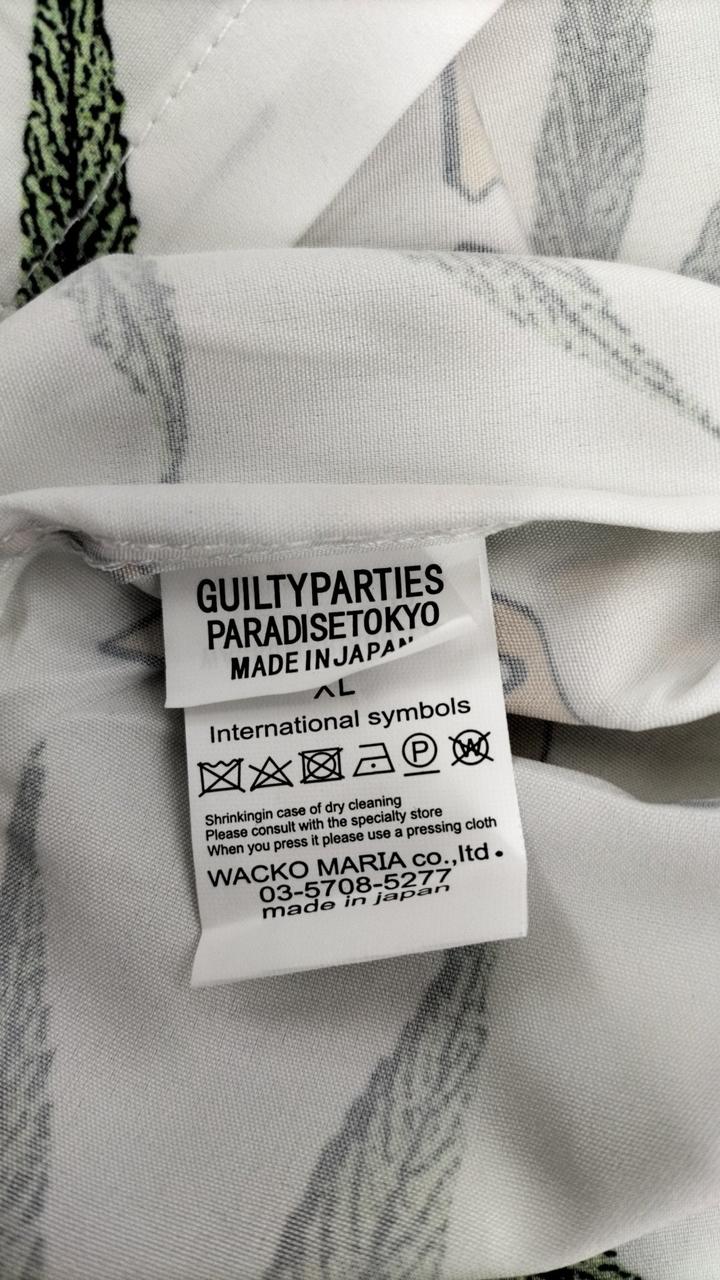 GUILTYPARTIES
PARADISETOKYO
MADE IN JAPAN
XL
International symbols
P W
Shrinkingin case of dry cleaning
Please consult with the specialty store
When you press it please use a pressing cloth
WACKO MARIA co.,ltd.
03-5708-5277
made in japan